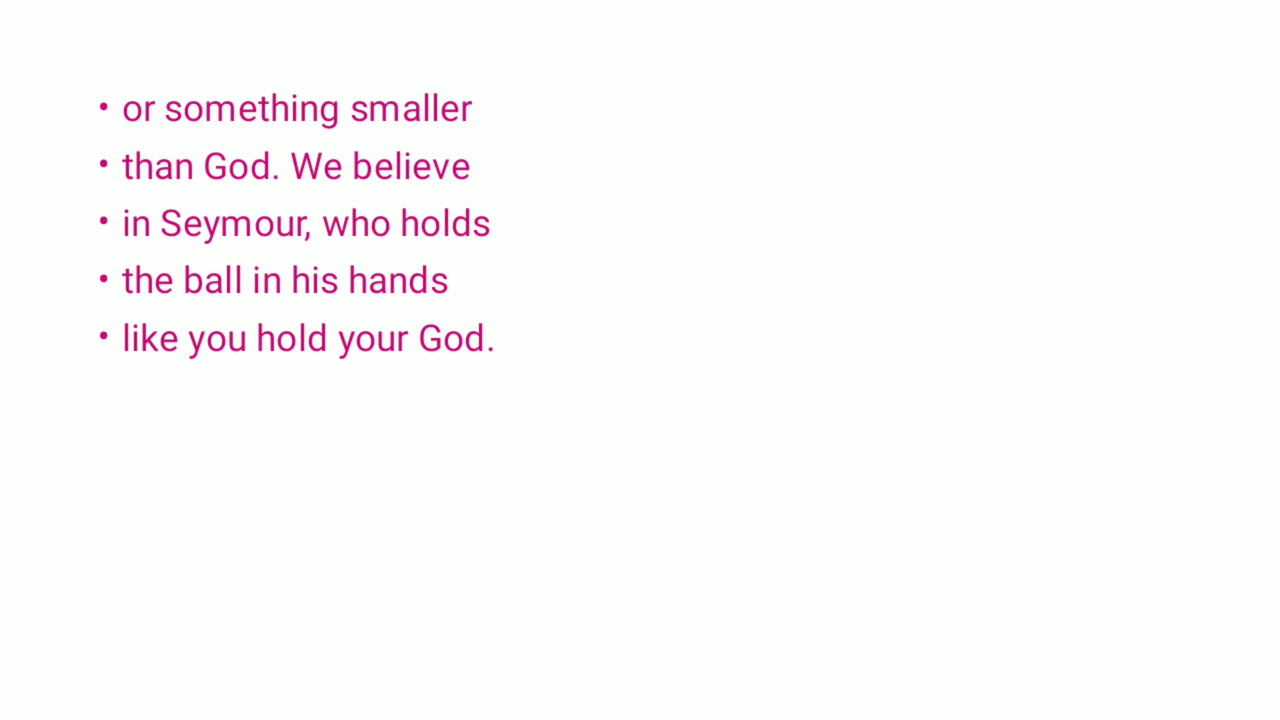 • or something smaller
• than God. We believe
• in Seymour, who holds
• the ball in his hands
• like you hold your God.